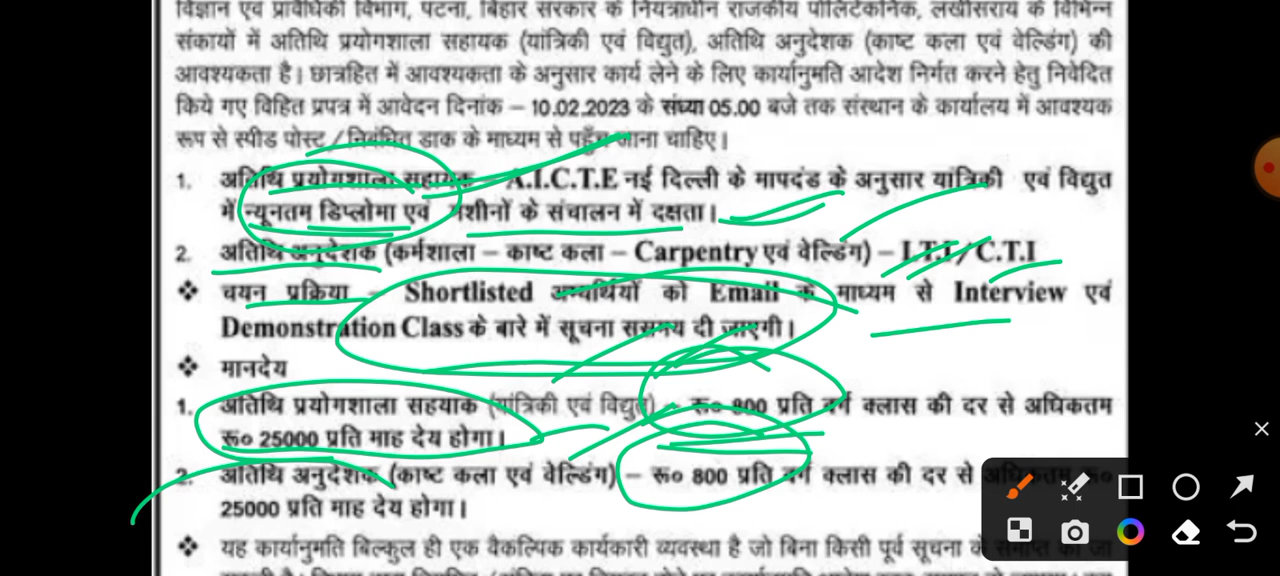 विज्ञान एवं प्रावैधिकी विभाग, पटना, बिहार सरकार के नियंत्राधीन राजकीय पोलिटेकनिक, लखीसराय के विभिन्न
संकायों में अतिथि प्रयोगशाला सहायक (यांत्रिकी एवं विद्युत), अतिथि अनुदेशक (काष्ट कला एवं वेल्डिंग) की
आवश्यकता है। छात्रहित में आवश्यकता के अनुसार कार्य लेने के लिए कार्यानुमति आदेश निर्गत करने हेतु निवेदित
किये गए विहित प्रपत्र में आवेदन दिनांक – 10.02.2023 के संध्या 05.00 बजे तक संस्थान के कार्यालय में आवश्यक
रूप से स्पीड पोस्ट/निबंधित डाक के माध्यम से पहुँच जाना चाहिए।
1. अतिथि प्रयोगशाला सहायक – A.I.C.T.E नई दिल्ली के मापदंड के अनुसार यांत्रिकी एवं विद्युत
में न्यूनतम डिप्लोमा एवं मशीनों के संचालन में दक्षता।
2. अतिथि अनुदेशक (कर्मशाला – काष्ट कला – Carpentry एवं वेल्डिंग) – I.T.I/C.T.I
❖ चयन प्रक्रिया – Shortlisted अभ्यर्थियों को Email के माध्यम से Interview एवं
Demonstration Class के बारे में सूचना ससमय दी जाएगी।
❖ मानदेय
1. अतिथि प्रयोगशाला सहयाक (यांत्रिकी एवं विद्युत) – रू० 800 प्रति वर्ग क्लास की दर से अधिकतम
रू० 25000 प्रति माह देय होगा।
2. अतिथि अनुदेशक (काष्ट कला एवं वेल्डिंग) – रू० 800 प्रति वर्ग क्लास की दर से अधिकतम रू०
25000 प्रति माह देय होगा।
❖ यह कार्यानुमति बिल्कुल ही एक वैकल्पिक कार्यकारी व्यवस्था है जो बिना किसी पूर्व सूचना के समाप्त की जा